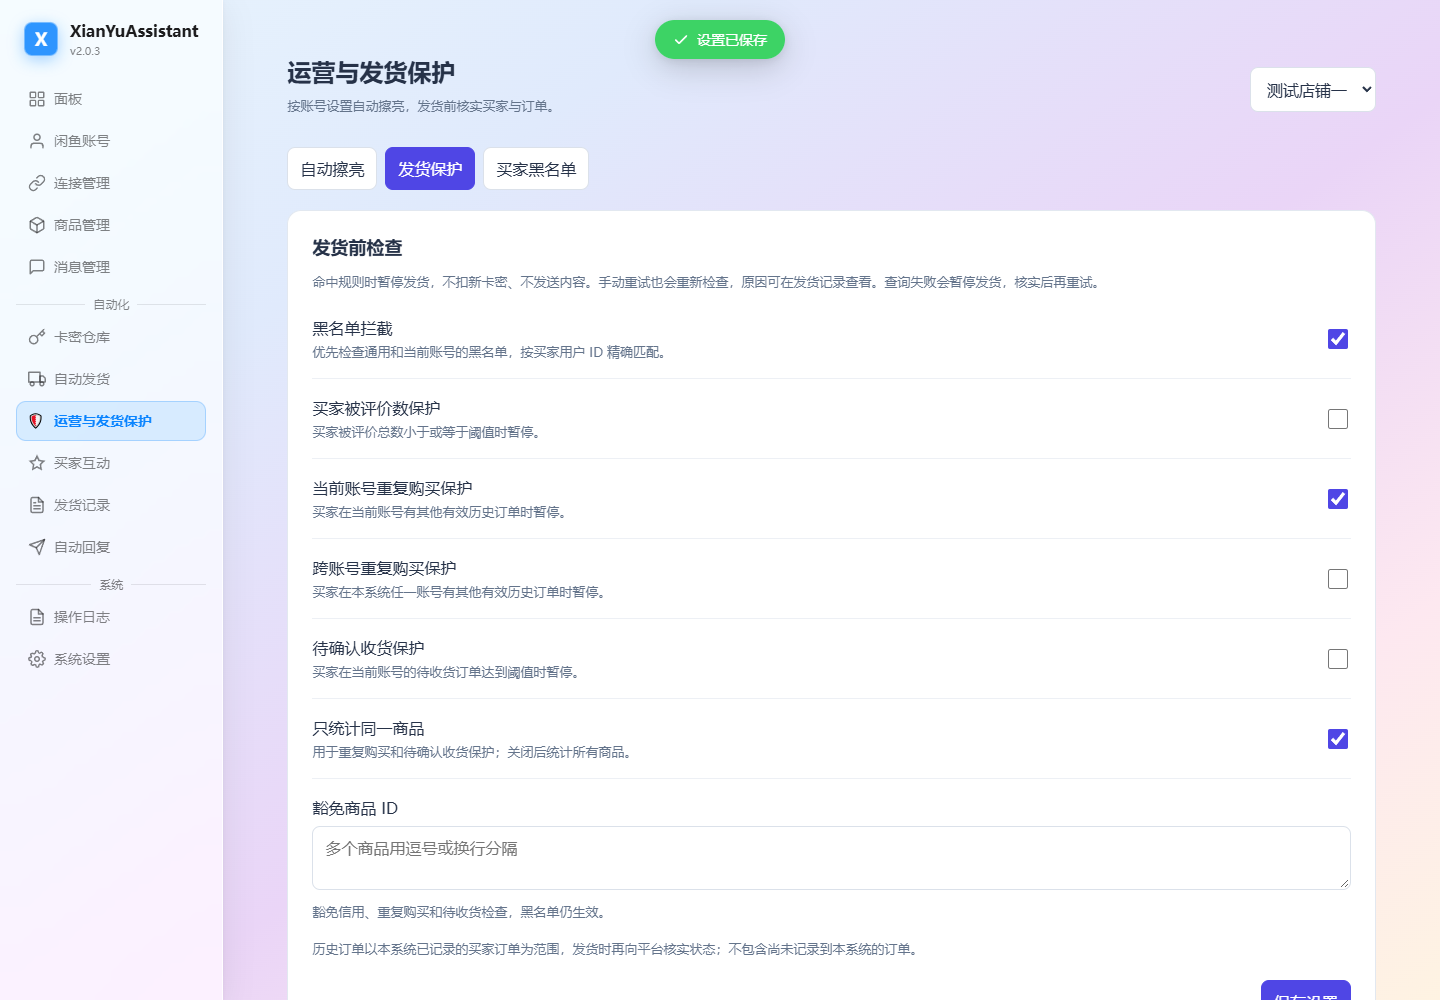 X
XianYuAssistant
v2.0.3
面板
闲鱼账号
连接管理
商品管理
消息管理
自动化
卡密仓库
自动发货
运营与发货保护
买家互动
发货记录
自动回复
系统
操作日志
系统设置
设置已保存
运营与发货保护
按账号设置自动擦亮，发货前核实买家与订单。
测试店铺一
自动擦亮
发货保护
买家黑名单
发货前检查
命中规则时暂停发货，不扣新卡密、不发送内容。手动重试也会重新检查，原因可在发货记录查看。查询失败会暂停发货，核实后再重试。
黑名单拦截
优先检查通用和当前账号的黑名单，按买家用户 ID 精确匹配。
买家被评价数保护
买家被评价总数小于或等于阈值时暂停。
当前账号重复购买保护
买家在当前账号有其他有效历史订单时暂停。
跨账号重复购买保护
买家在本系统任一账号有其他有效历史订单时暂停。
待确认收货保护
买家在当前账号的待收货订单达到阈值时暂停。
只统计同一商品
用于重复购买和待确认收货保护；关闭后统计所有商品。
豁免商品 ID
多个商品用逗号或换行分隔
豁免信用、重复购买和待收货检查，黑名单仍生效。
历史订单以本系统已记录的买家订单为范围，发货时再向平台核实状态；不包含尚未记录到本系统的订单。
保存设置